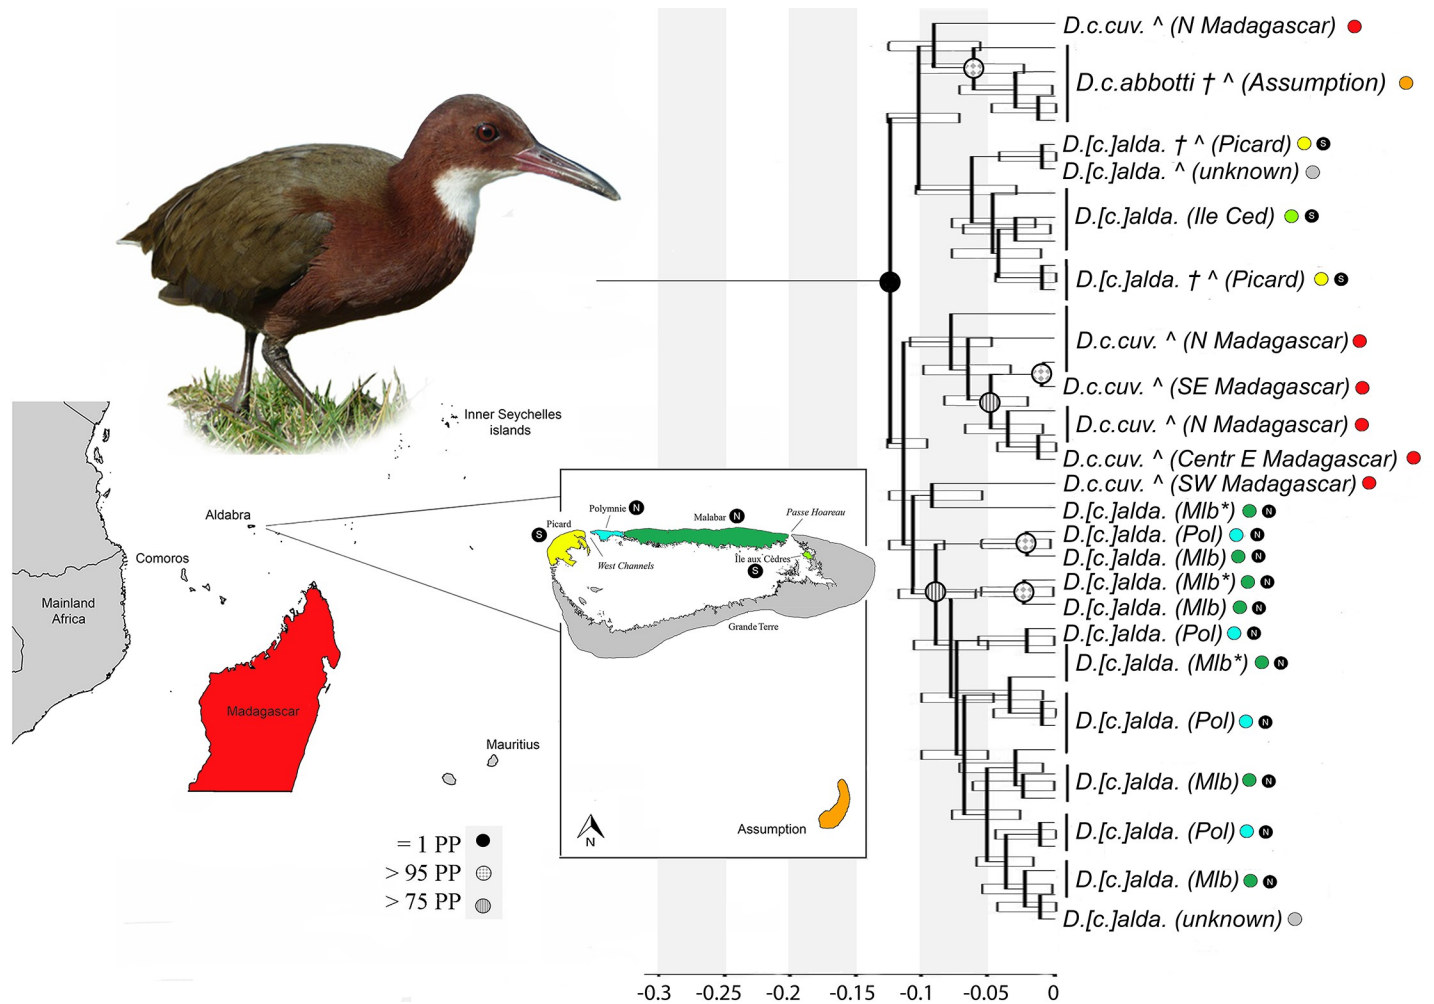 D.c.cuv. ^ (N Madagascar)
D.c.abbotti † ^ (Assumption)
D.[c.]alda. † ^ (Picard) S
D.[c.]alda. ^ (unknown)
D.[c.]alda. (Ile Ced) S
D.[c.]alda. † ^ (Picard) S
D.c.cuv. ^ (N Madagascar)
D.c.cuv. ^ (SE Madagascar)
D.c.cuv. ^ (N Madagascar)
D.c.cuv. ^ (Centr E Madagascar)
D.c.cuv. ^ (SW Madagascar)
D.[c.]alda. (Mlb*) N
D.[c.]alda. (Pol) N
D.[c.]alda. (Mlb) N
D.[c.]alda. (Mlb*) N
D.[c.]alda. (Mlb) N
D.[c.]alda. (Pol) N
D.[c.]alda. (Mlb*) N
D.[c.]alda. (Pol) N
D.[c.]alda. (Mlb) N
D.[c.]alda. (Pol) N
D.[c.]alda. (Mlb) N
D.[c.]alda. (unknown)
Inner Seychelles
islands
Aldabra
Comoros
Mainland
Africa
Madagascar
Mauritius
Polymnie N
Malabar N
Passe Hoareau
Picard
S
West Channels
Île aux Cèdres
S
Grande Terre
Assumption
N
= 1 PP
> 95 PP
> 75 PP
-0.3 -0.25 -0.2 -0.15 -0.1 -0.05 0